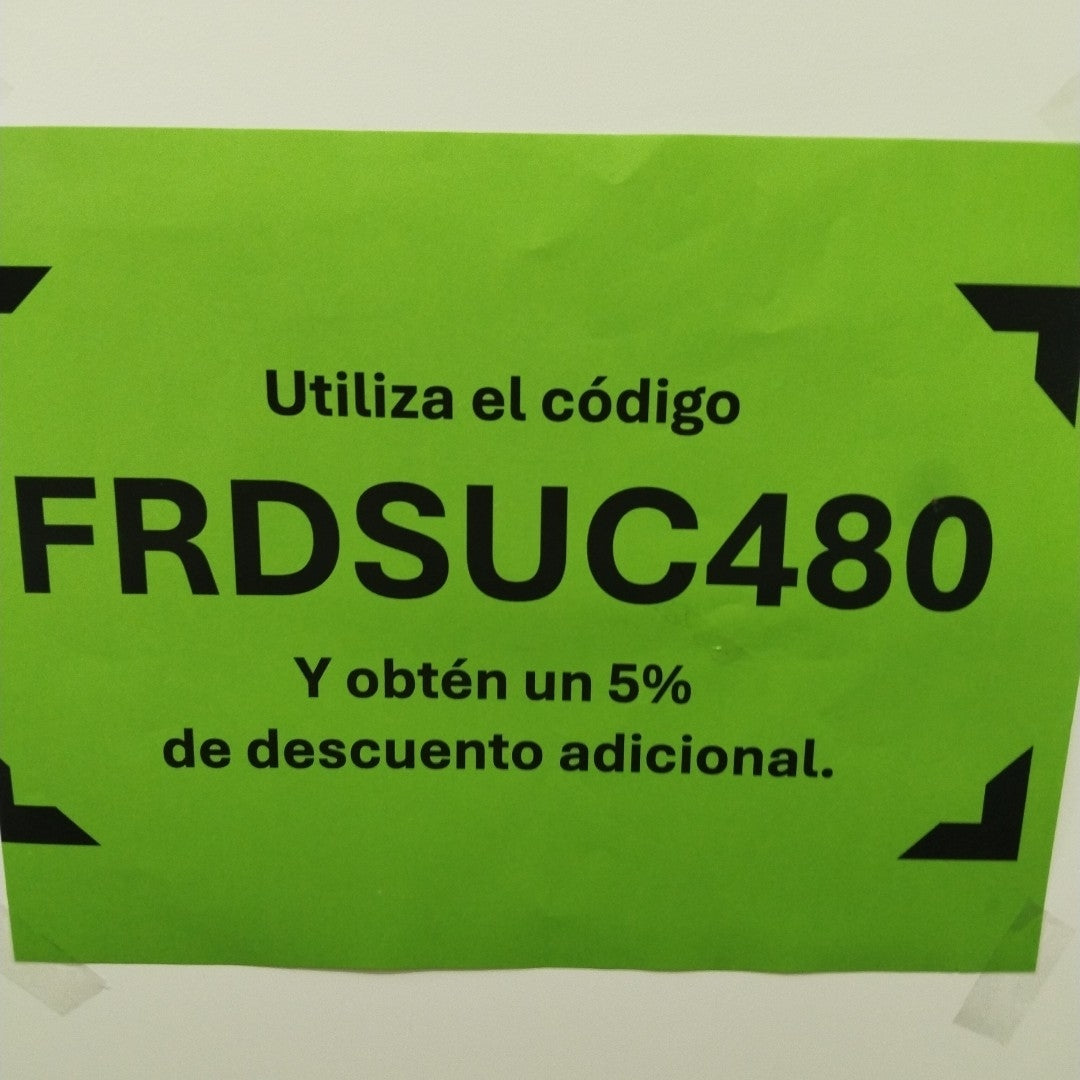 Utiliza el código
FRDSUC480
Y obtén un 5%
de descuento adicional.